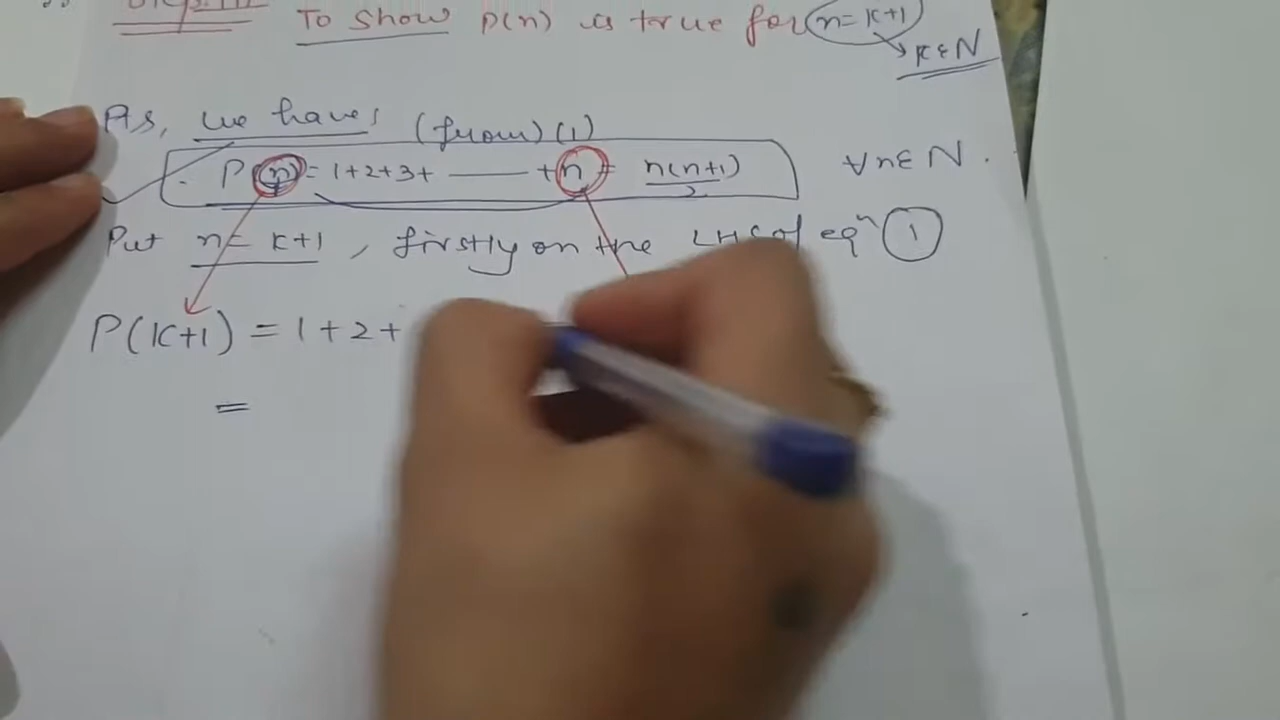 To show P(n) is true for n=k+1
k∈N
As, we have, (from) (1)
P(n) = 1+2+3+ ——— +n = n(n+1)/2 ∀n∈N.
Put n=k+1, firstly on the LHS of eqⁿ (1)
P(k+1) = 1+2+
=